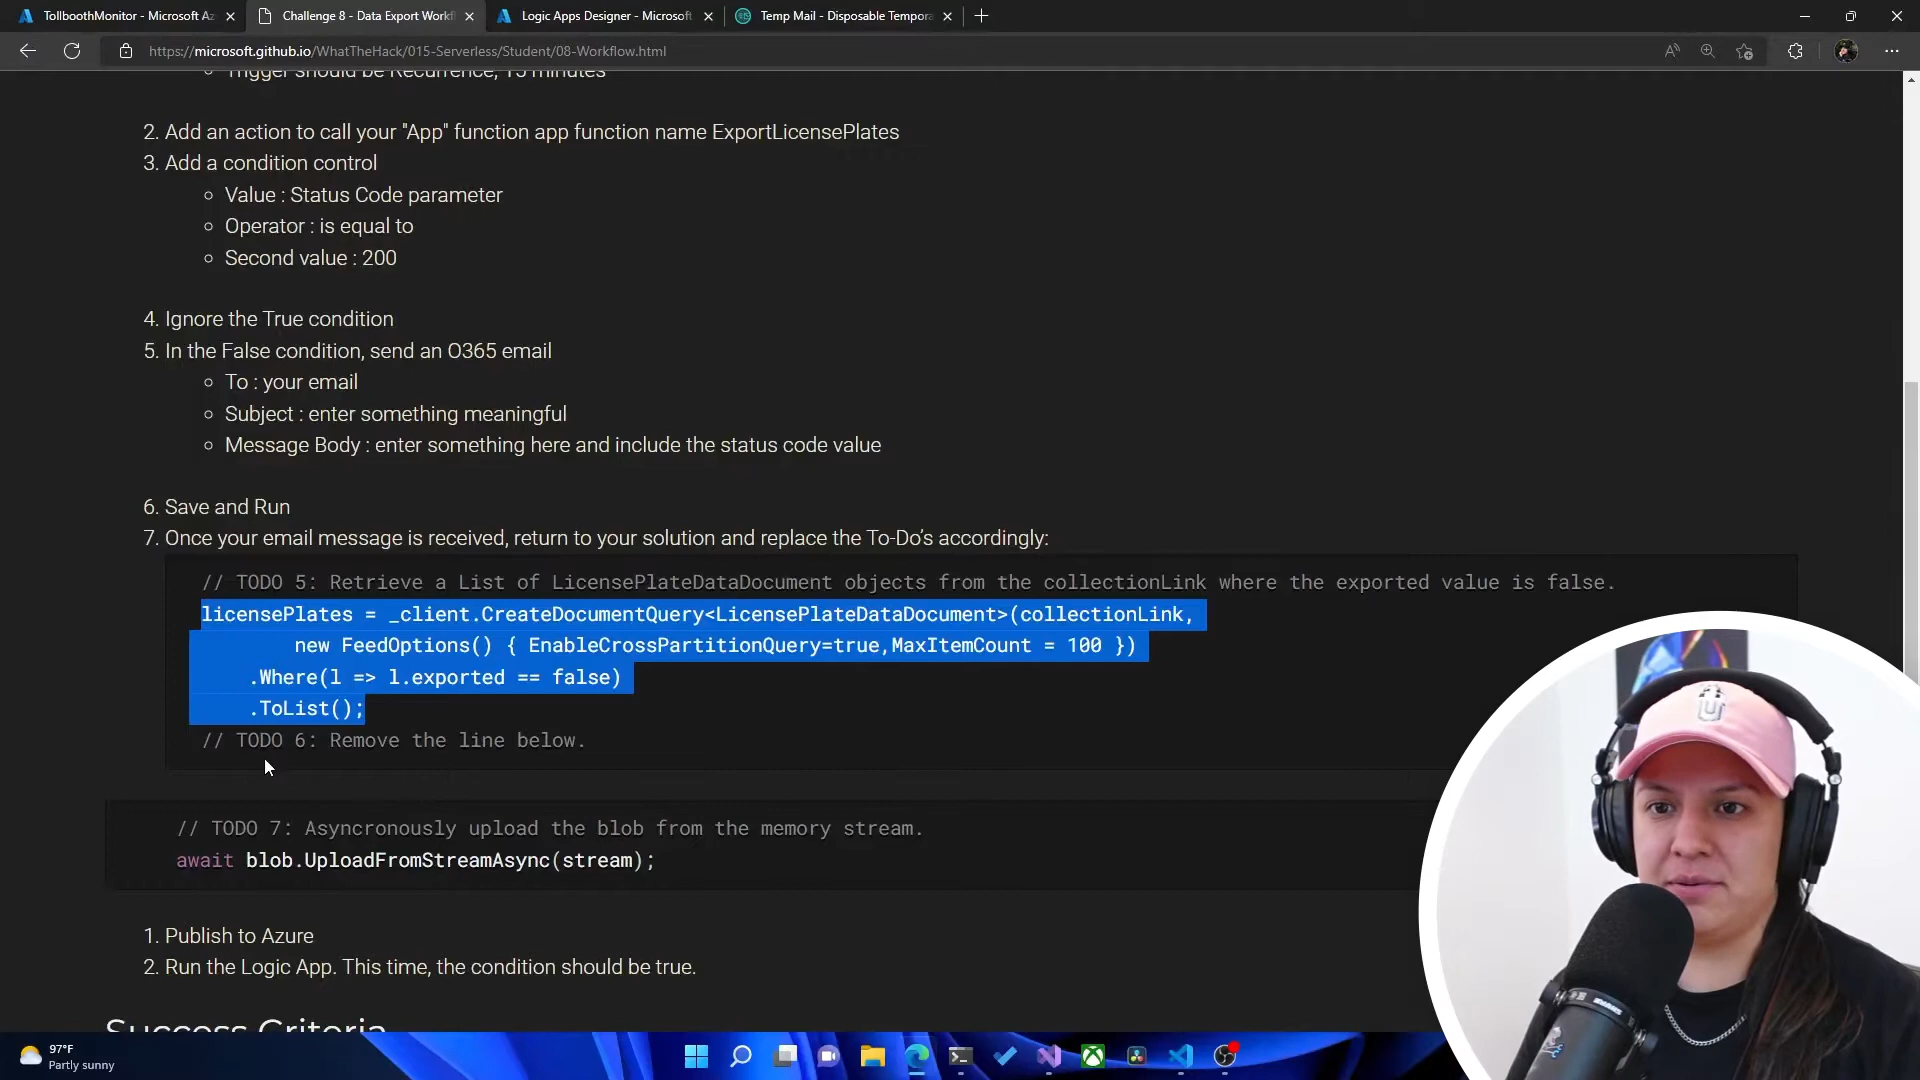 TollboothMonitor - Microsoft Az
Challenge 8 - Data Export Workfl
Logic Apps Designer - Microsoft
Temp Mail - Disposable Tempora
https://microsoft.github.io/WhatTheHack/015-Serverless/Student/08-Workflow.html
Trigger should be Recurrence, 15 minutes
2. Add an action to call your "App" function app function name ExportLicensePlates
3. Add a condition control
Value : Status Code parameter
Operator : is equal to
Second value : 200
4. Ignore the True condition
5. In the False condition, send an O365 email
To : your email
Subject : enter something meaningful
Message Body : enter something here and include the status code value
6. Save and Run
7. Once your email message is received, return to your solution and replace the To-Do’s accordingly:
// TODO 5: Retrieve a List of LicensePlateDataDocument objects from the collectionLink where the exported value is false.
licensePlates = _client.CreateDocumentQuery<LicensePlateDataDocument>(collectionLink,
new FeedOptions() { EnableCrossPartitionQuery=true,MaxItemCount = 100 })
.Where(l => l.exported == false)
.ToList();
// TODO 6: Remove the line below.
// TODO 7: Asyncronously upload the blob from the memory stream.
await blob.UploadFromStreamAsync(stream);
1. Publish to Azure
2. Run the Logic App. This time, the condition should be true.
Success Criteria
97°F
Partly sunny